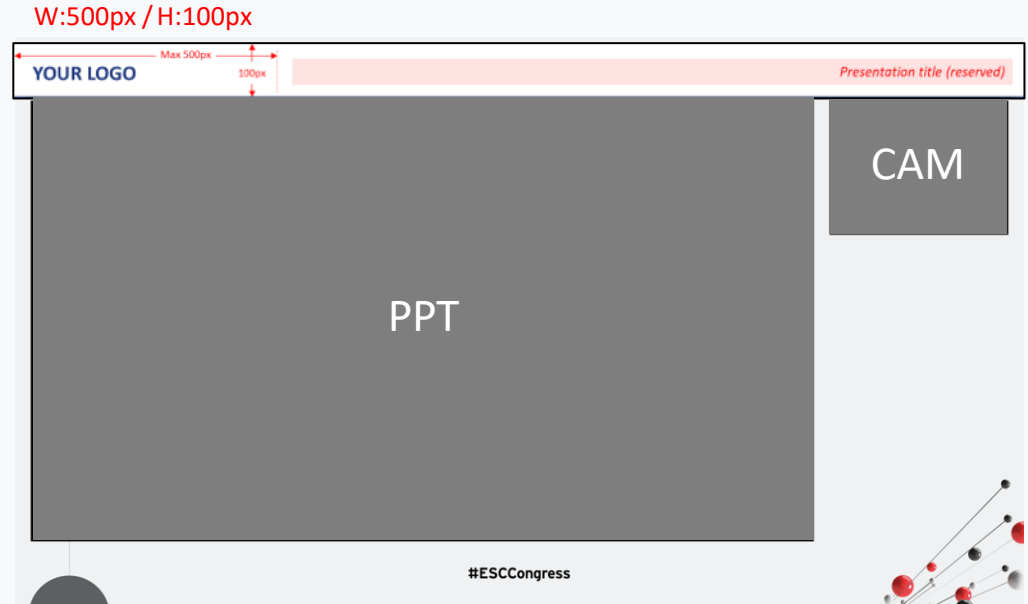 W:500px / H:100px
Max 500px
YOUR LOGO
100px
Presentation title (reserved)
CAM
PPT
#ESCCongress